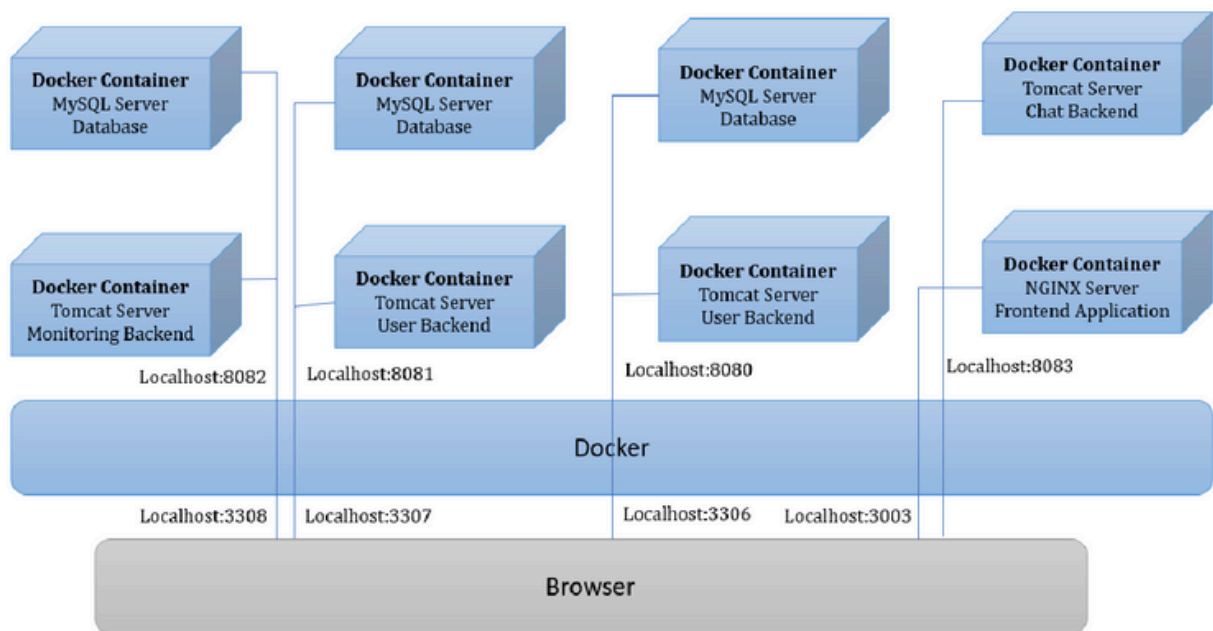 Docker Container
MySQL Server
Database
Docker Container
MySQL Server
Database
Docker Container
MySQL Server
Database
Docker Container
Tomcat Server
Chat Backend
Docker Container
Tomcat Server
Monitoring Backend
Docker Container
Tomcat Server
User Backend
Docker Container
Tomcat Server
User Backend
Docker Container
NGINX Server
Frontend Application
Localhost:8082
Localhost:8081
Localhost:8080
Localhost:8083
Docker
Localhost:3308
Localhost:3307
Localhost:3306
Localhost:3003
Browser